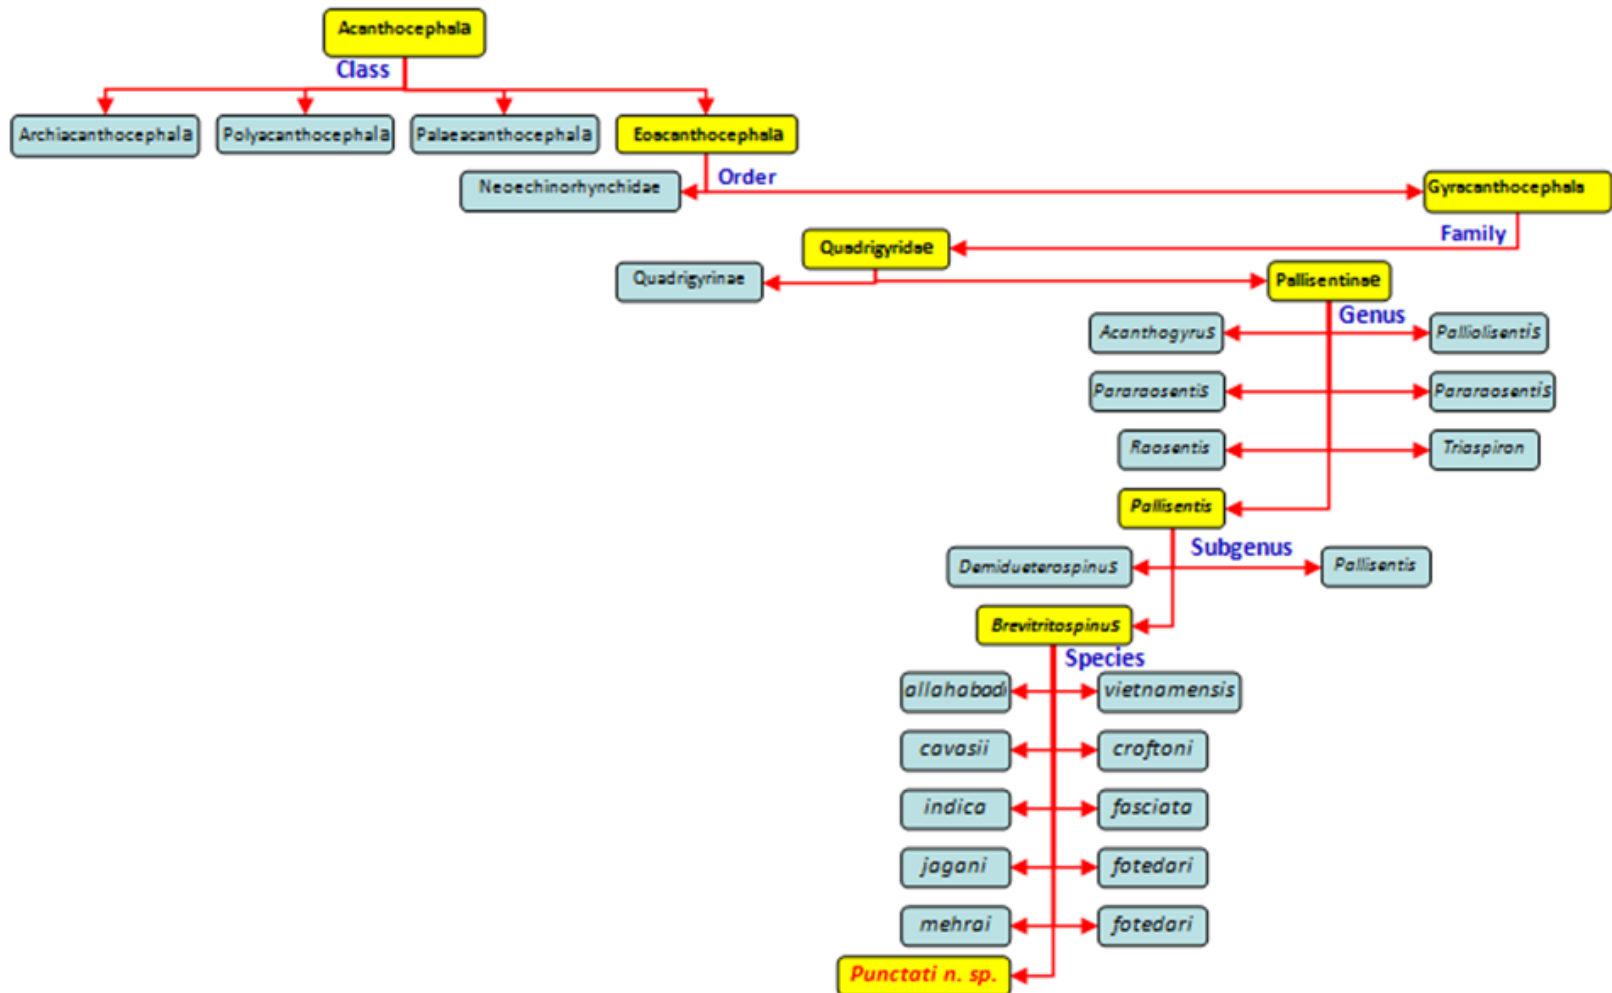 Acanthocephala
Class
Archiacanthocephala
Polyacanthocephala
Palaeacanthocephala
Eoacanthocephala
Neoechinorhynchidae
Order
Gyracanthocephala
Family
Quadrigyridae
Quadrigyrinae
Pallisentinae
Genus
Acanthogyrus
Palliolisentis
Pararaosentis
Pararaosentis
Raosentis
Triaspiron
Pallisentis
Subgenus
Demidueterospinus
Pallisentis
Brevitritospinus
Species
allahabadi
vietnamensis
cavasii
croftoni
indica
fasciata
jagani
fotedari
mehrai
fotedari
Punctati n. sp.